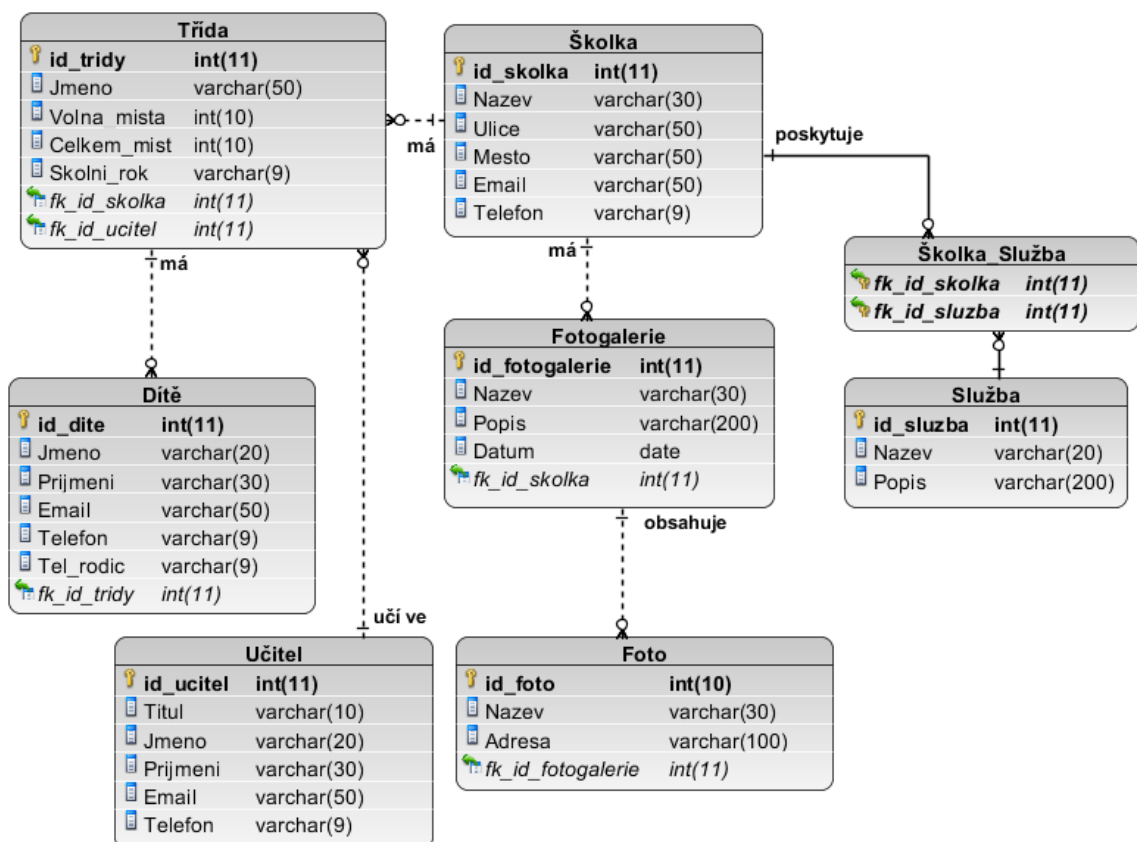 Třída
id_tridy int(11)
Jmeno varchar(50)
Volna_mista int(10)
Celkem_mist int(10)
Skolni_rok varchar(9)
fk_id_skolka int(11)
fk_id_ucitel int(11)
má
Školka
id_skolka int(11)
Nazev varchar(30)
Ulice varchar(50)
Mesto varchar(50)
Email varchar(50)
Telefon varchar(9)
poskytuje
má
má
Školka_Služba
fk_id_skolka int(11)
fk_id_sluzba int(11)
Fotogalerie
id_fotogalerie int(11)
Nazev varchar(30)
Popis varchar(200)
Datum date
fk_id_skolka int(11)
Služba
id_sluzba int(11)
Nazev varchar(20)
Popis varchar(200)
Dítě
id_dite int(11)
Jmeno varchar(20)
Prijmeni varchar(30)
Email varchar(50)
Telefon varchar(9)
Tel_rodic varchar(9)
fk_id_tridy int(11)
obsahuje
učí ve
Učitel
id_ucitel int(11)
Titul varchar(10)
Jmeno varchar(20)
Prijmeni varchar(30)
Email varchar(50)
Telefon varchar(9)
Foto
id_foto int(10)
Nazev varchar(30)
Adresa varchar(100)
fk_id_fotogalerie int(11)